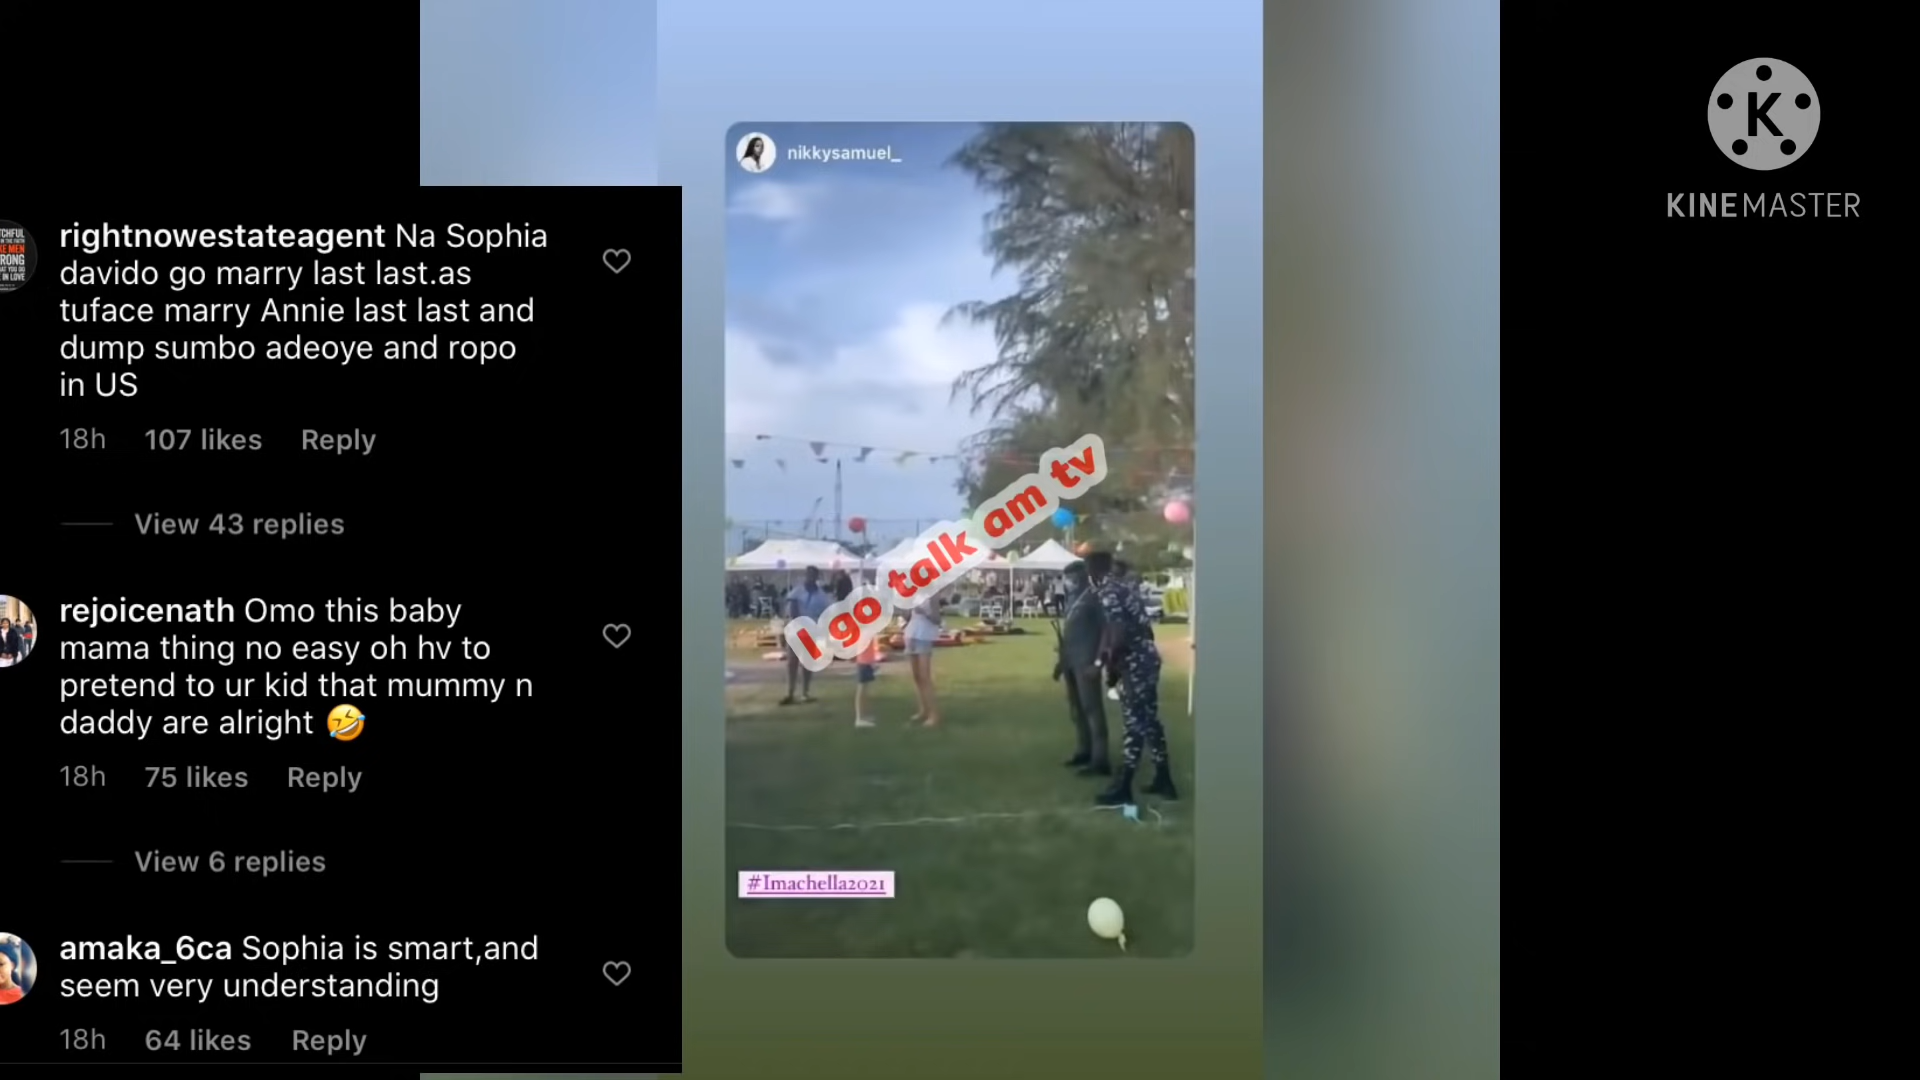 rightnowestateagent Na Sophia
davido go marry last last.as
tuface marry Annie last last and
dump sumbo adeoye and ropo
in US
18h 107 likes Reply
View 43 replies
rejoicenath Omo this baby
mama thing no easy oh hv to
pretend to ur kid that mummy n
daddy are alright 🤣
18h 75 likes Reply
View 6 replies
amaka_6ca Sophia is smart,and
seem very understanding
18h 64 likes Reply
nikkysamuel_
I go talk am tv
#Imachella2021
K
KINEMASTER